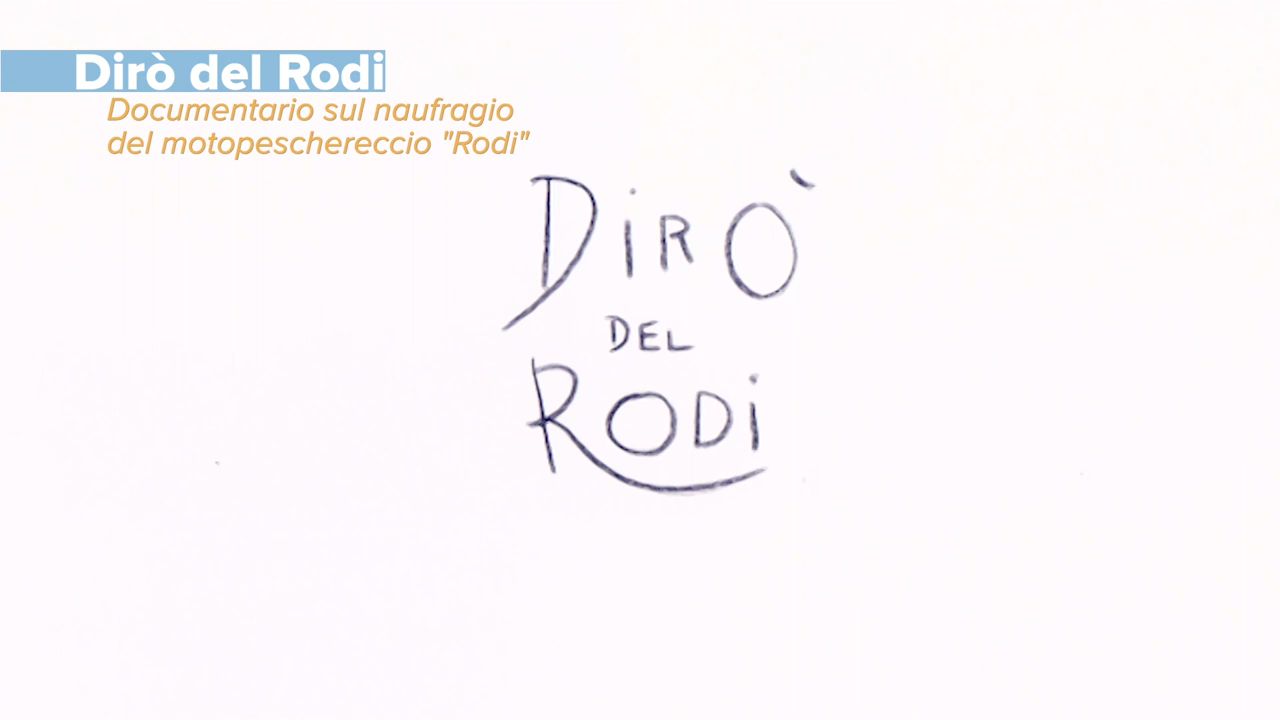 Dirò del Rodi
Documentario sul naufragio
del motopeschereccio "Rodi"
DiRÒ
DEL
RODi